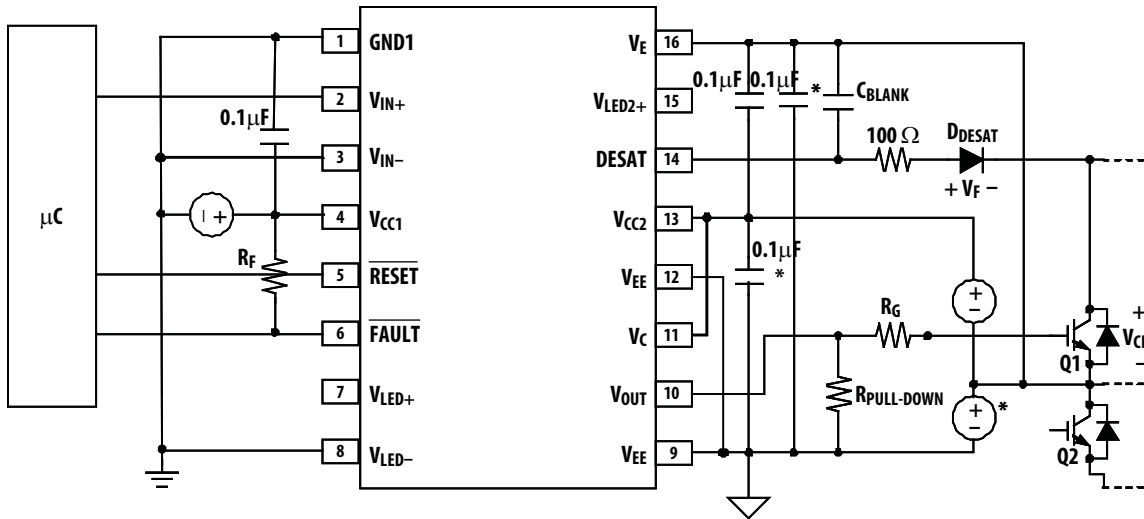 μC
1 GND1
2 VIN+
3 VIN−
4 VCC1
5 RESET
6 FAULT
7 VLED+
8 VLED−
0.1μF
− +
RF
VE 16
VLED2+ 15
DESAT 14
VCC2 13
VEE 12
VC 11
VOUT 10
VEE 9
0.1μF 0.1μF
*
CBLANK
100 Ω
DDESAT
+ VF −
0.1μF
*
+
−
RG
RPULL-DOWN
+
−
*
Q1
+
−
Q2